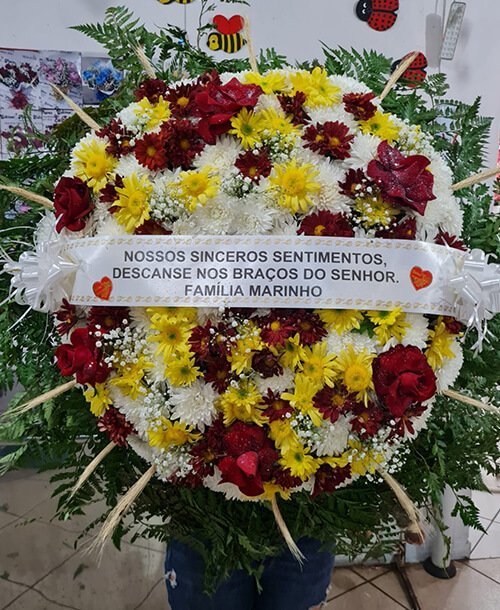 NOSSOS SINCEROS SENTIMENTOS,
DESCANSE NOS BRAÇOS DO SENHOR.
FAMÍLIA MARINHO